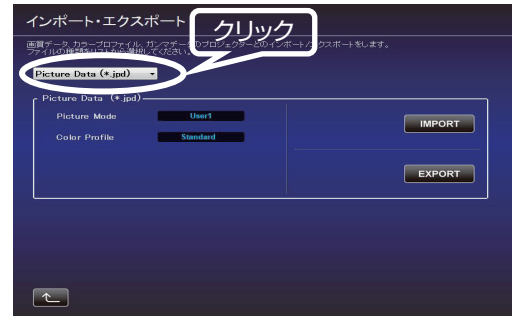 インポート・エクスポート
クリック
画質データ, カラープロファイル, ガンマデータのプロジェクターとのインポート/エクスポートをします。
ファイルの種類をリストから選択してください。
Picture Data (*.jpd)
Picture Data (*.jpd)
Picture Mode User1
IMPORT
Color Profile Standard
EXPORT